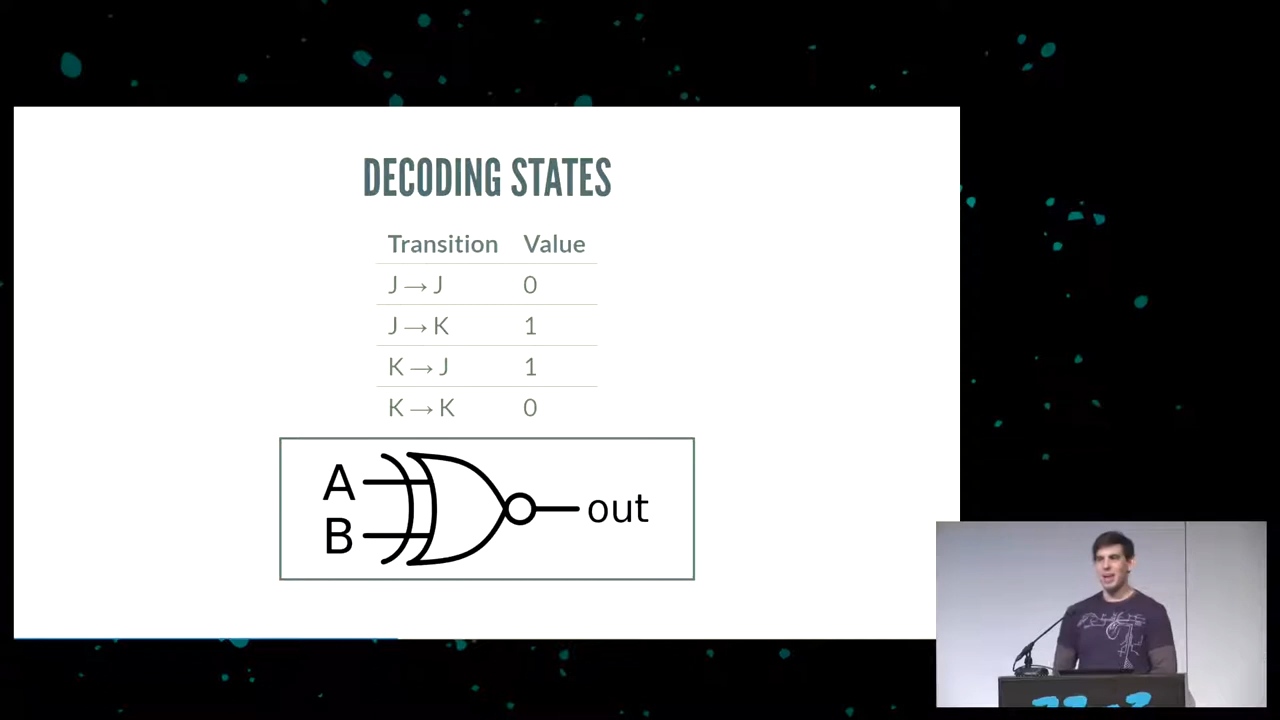 DECODING STATES
Transition Value
J → J 0
J → K 1
K → J 1
K → K 0
A
B
out